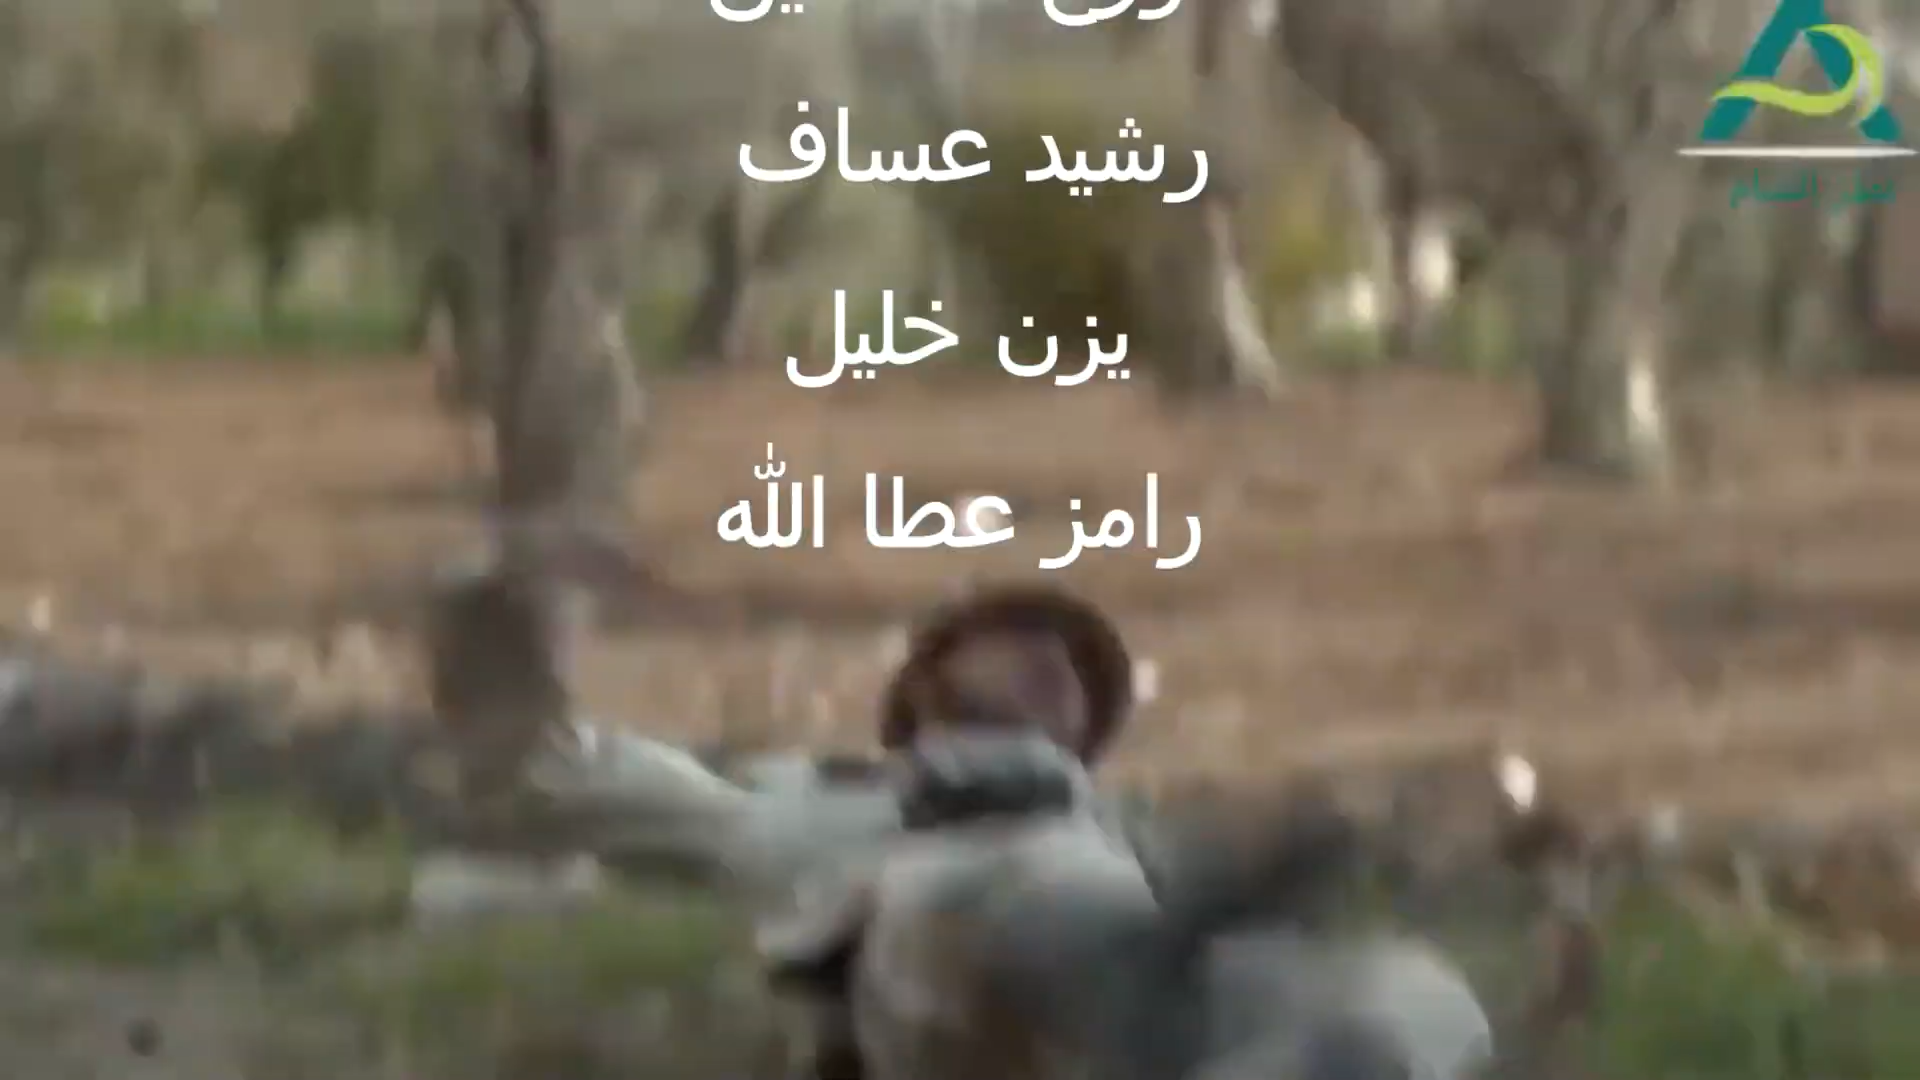 رشيد عساف
يزن خليل
رامز عطا الله